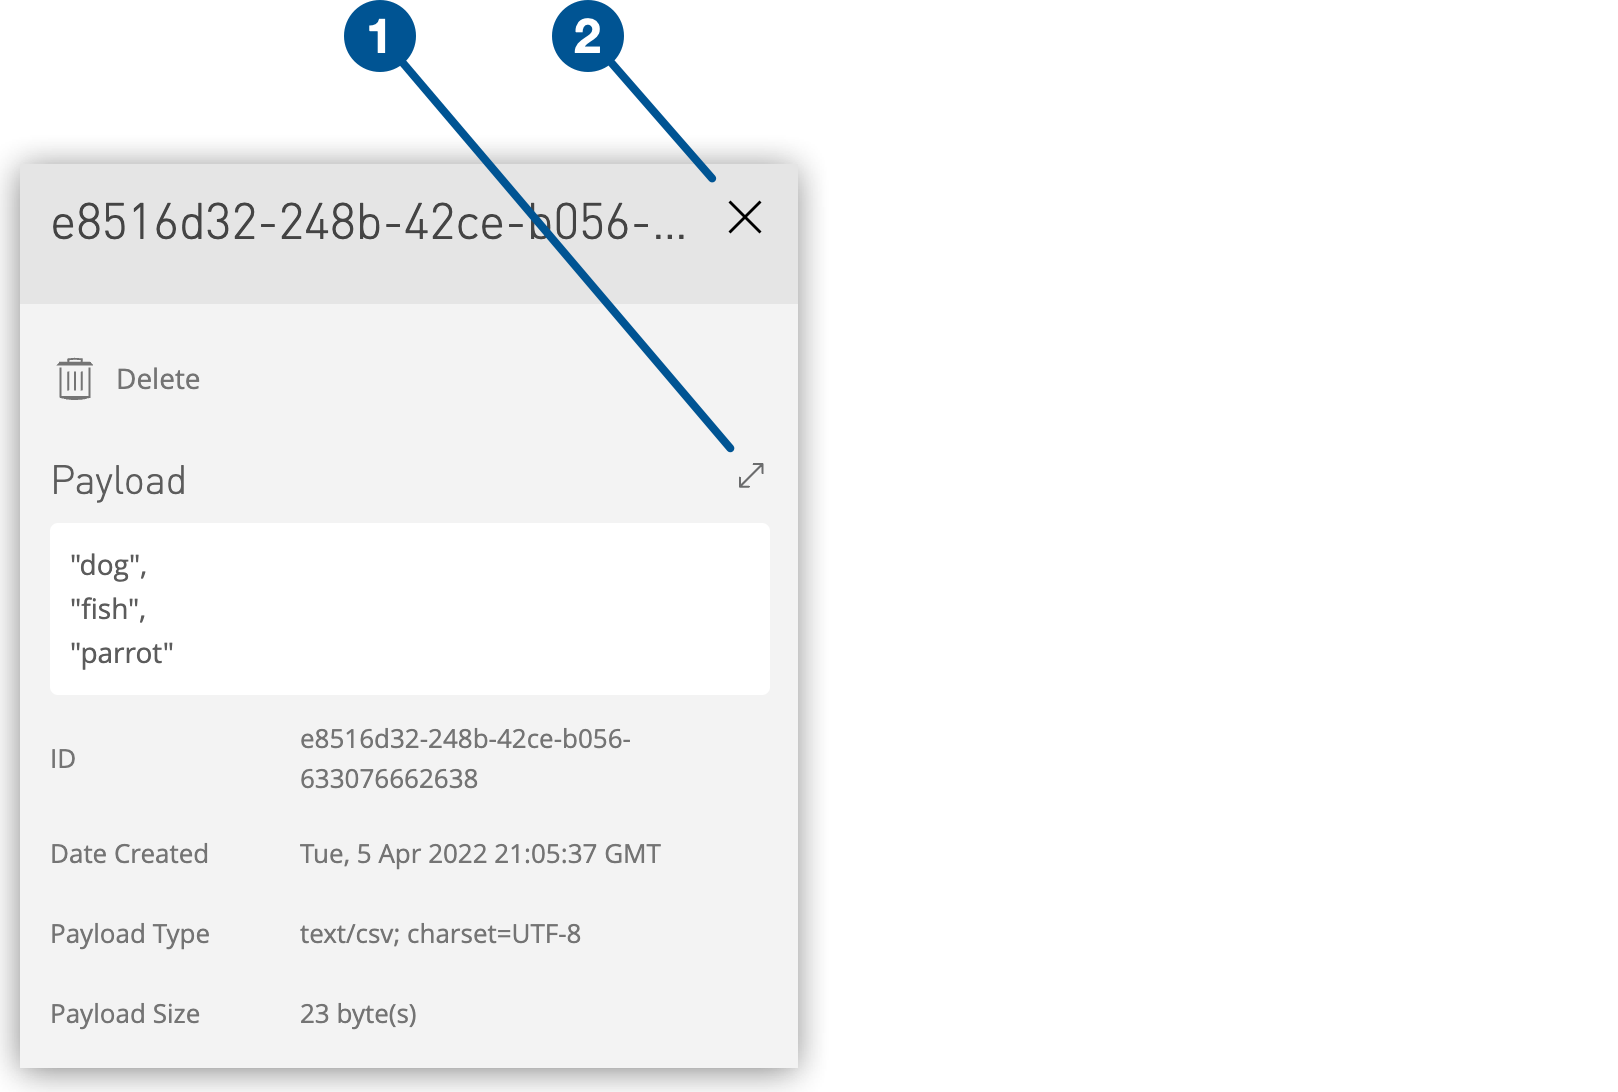 1 2
e8516d32-248b-42ce-b056-...
Delete
Payload
"dog",
"fish",
"parrot"
ID e8516d32-248b-42ce-b056-
633076662638
Date Created Tue, 5 Apr 2022 21:05:37 GMT
Payload Type text/csv; charset=UTF-8
Payload Size 23 byte(s)